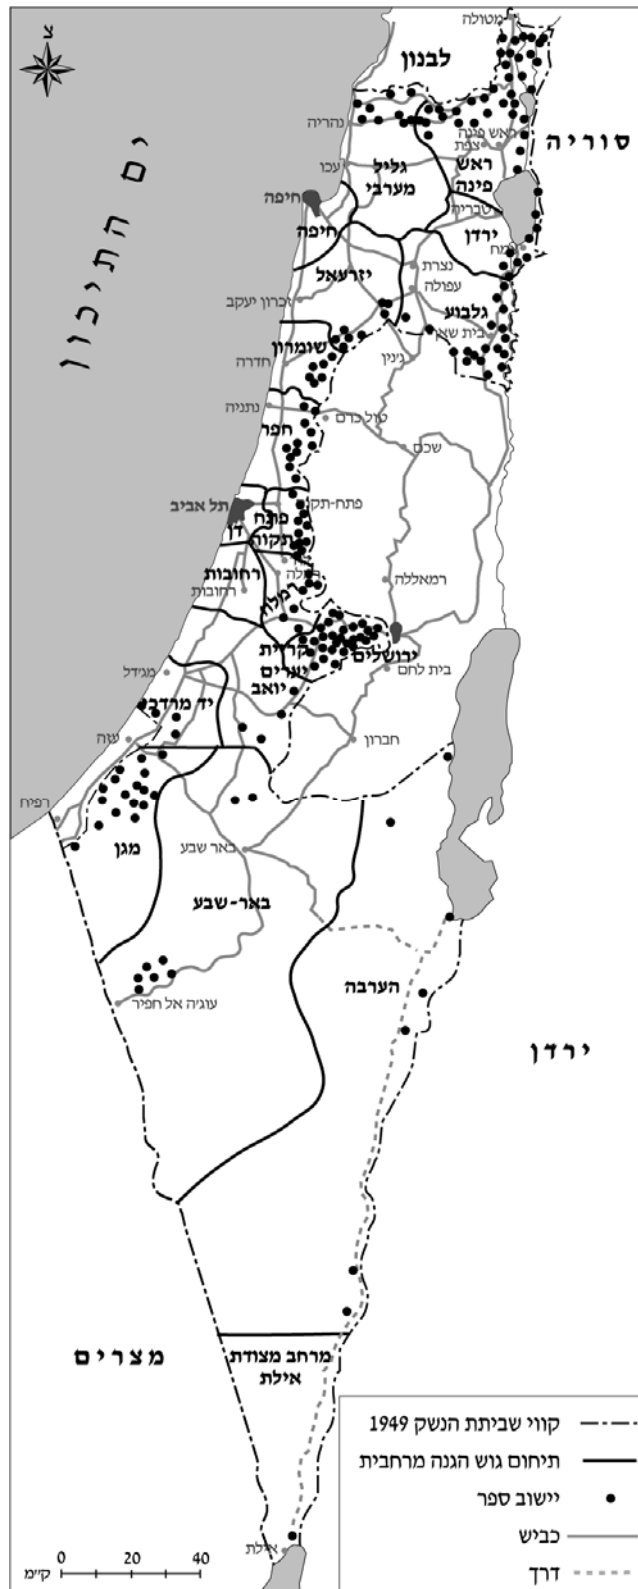 צ
לבנון
מטולה
סוריה
נהריה
ראש פינה
צפת
ראש
פינה
עכו
גליל
מערבי
ים התיכון
חיפה
חיפה
טבריה
ירדן
צמח
נצרת
יזרעאל
עפולה
גלבוע
זכרון יעקב
בית שאן
שומרון
ג'נין
חדרה
נתניה
טול כרם
חפר
שכם
תל אביב
פתח-תק
פתח
תקוה
דן
רחובות
רחובות
רמלה
רמאללה
ירושלים
קרית
יערים
בית לחם
יואב
מג'דל
יד מרדכי
עזה
חברון
רפיח
מגן
באר שבע
באר-שבע
הערבה
עוג'ה אל חפיר
ירדן
מצרים
מרחב מצודת
אילת
אילת
קווי שביתת הנשק 1949
תיחום גוש הגנה מרחבית
יישוב ספר
כביש
דרך
0 20 40
ק"מ